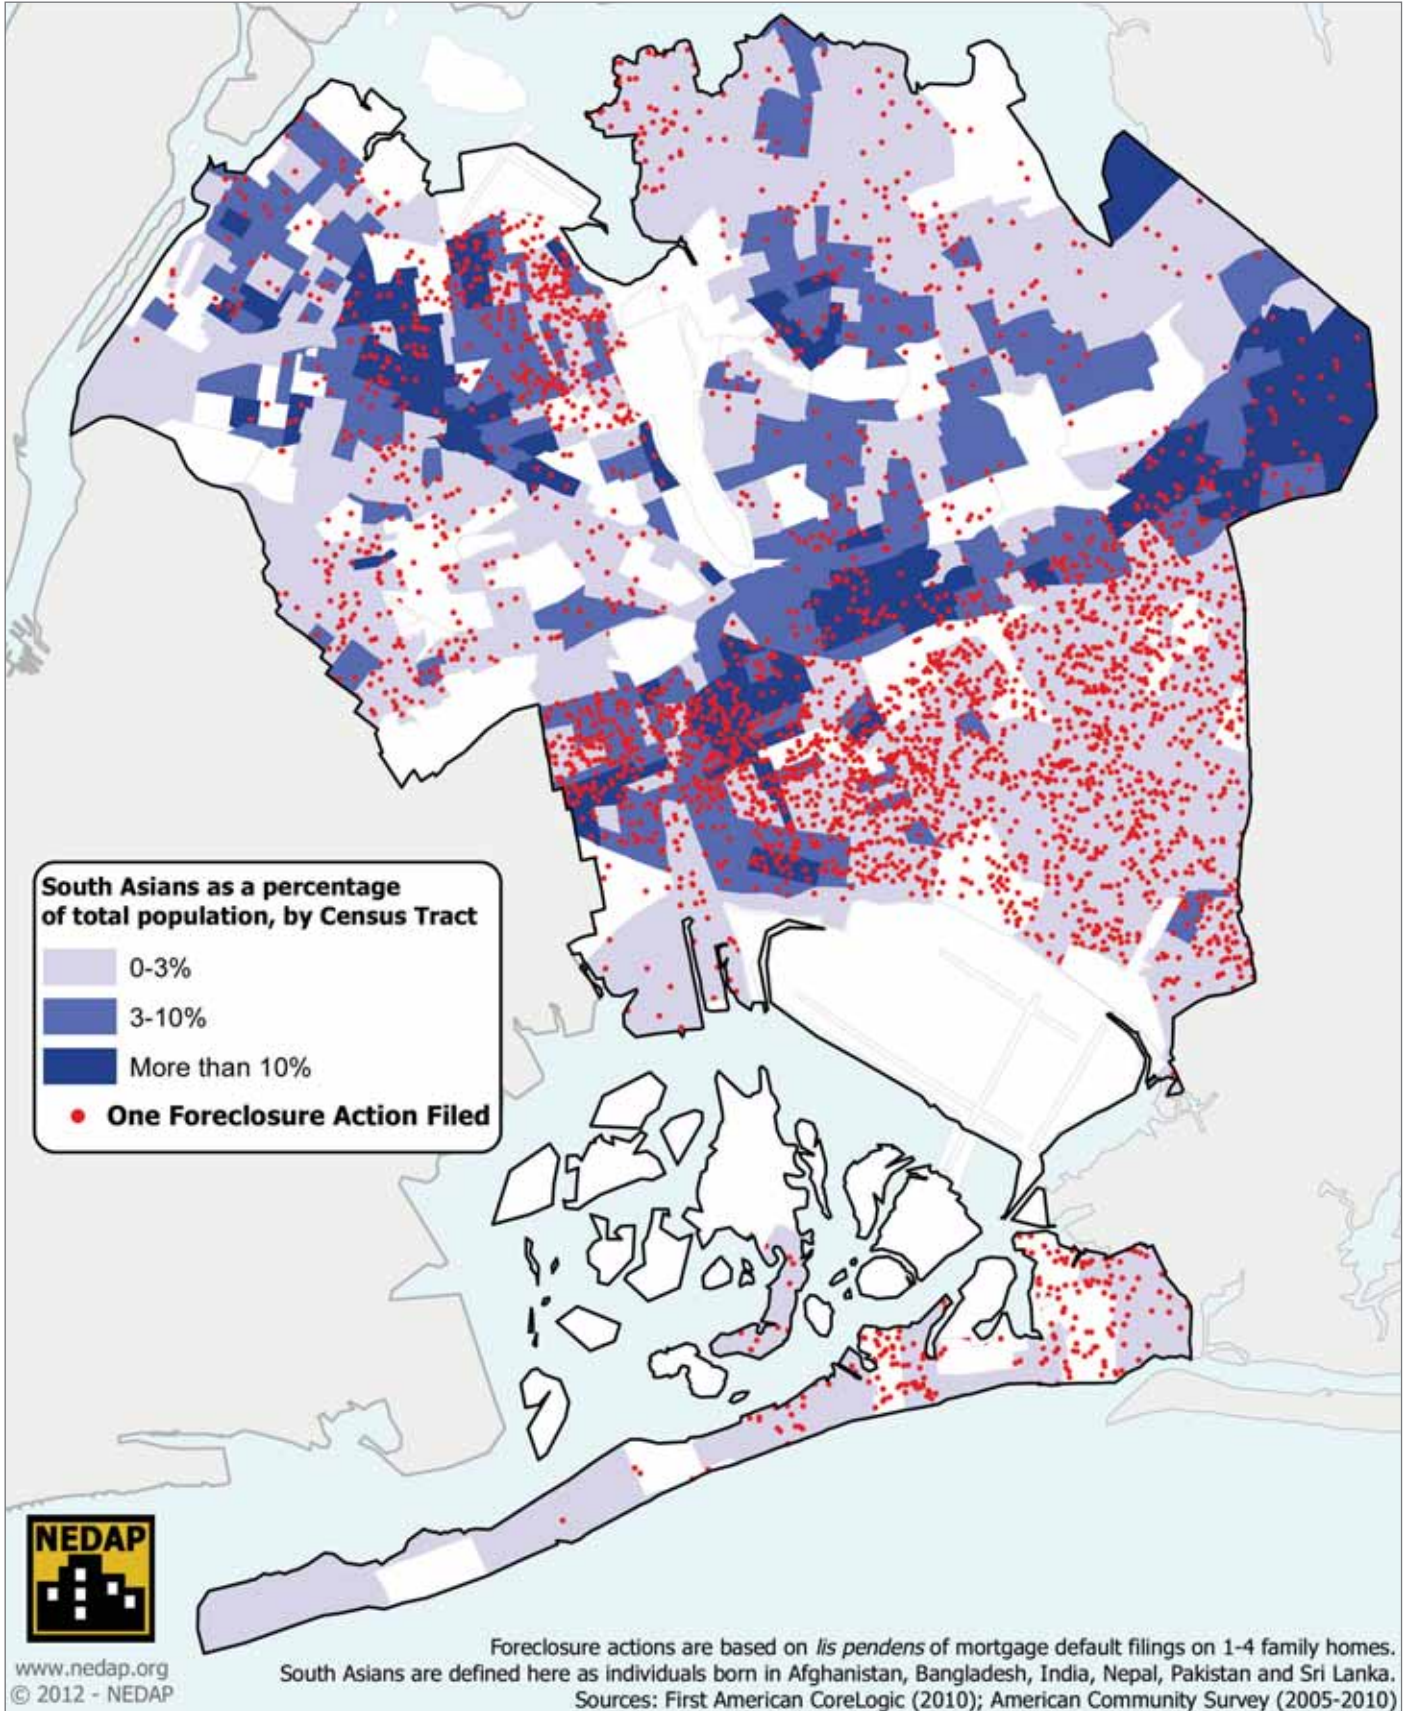 South Asians as a percentage
of total population, by Census Tract
0-3%
3-10%
More than 10%
One Foreclosure Action Filed
NEDAP
www.nedap.org
© 2012 - NEDAP
Foreclosure actions are based on lis pendens of mortgage default filings on 1-4 family homes.
South Asians are defined here as individuals born in Afghanistan, Bangladesh, India, Nepal, Pakistan and Sri Lanka.
Sources: First American CoreLogic (2010); American Community Survey (2005-2010)